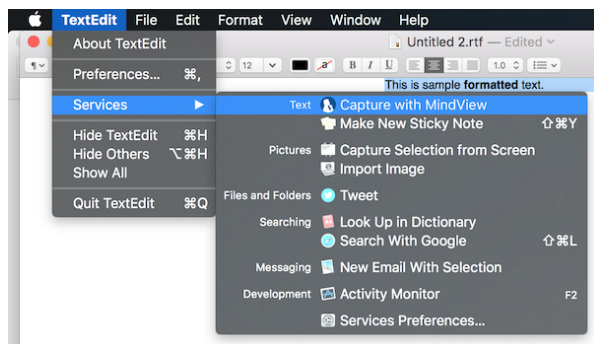 TextEdit File Edit Format View Window Help
Untitled 2.rtf — Edited
¶ 12 a B I U 1.0
This is sample formatted text.
About TextEdit
Preferences... ⌘,
Services ▶
Hide TextEdit ⌘H
Hide Others ⌥⌘H
Show All
Quit TextEdit ⌘Q
Text Capture with MindView
Make New Sticky Note ⇧⌘Y
Pictures Capture Selection from Screen
Import Image
Files and Folders Tweet
Searching Look Up in Dictionary
Search With Google ⇧⌘L
Messaging New Email With Selection
Development Activity Monitor F2
Services Preferences...